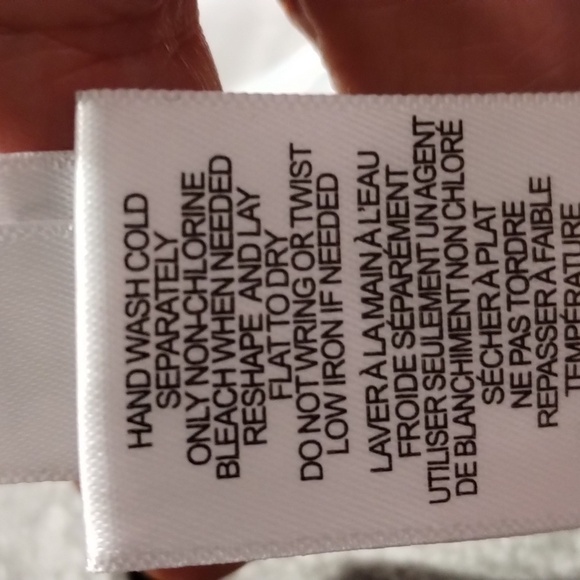 HAND WASH COLD
SEPARATELY
ONLY NON-CHLORINE
BLEACH WHEN NEEDED
RESHAPE AND LAY
FLAT TO DRY
DO NOT WRING OR TWIST
LOW IRON IF NEEDED
LAVER À LA MAIN À L'EAU
FROIDE SÉPARÉMENT
UTILISER SEULEMENT UN AGENT
DE BLANCHIMENT NON CHLORÉ
SÉCHER À PLAT
NE PAS TORDRE
REPASSER À FAIBLE
TEMPÉRATURE